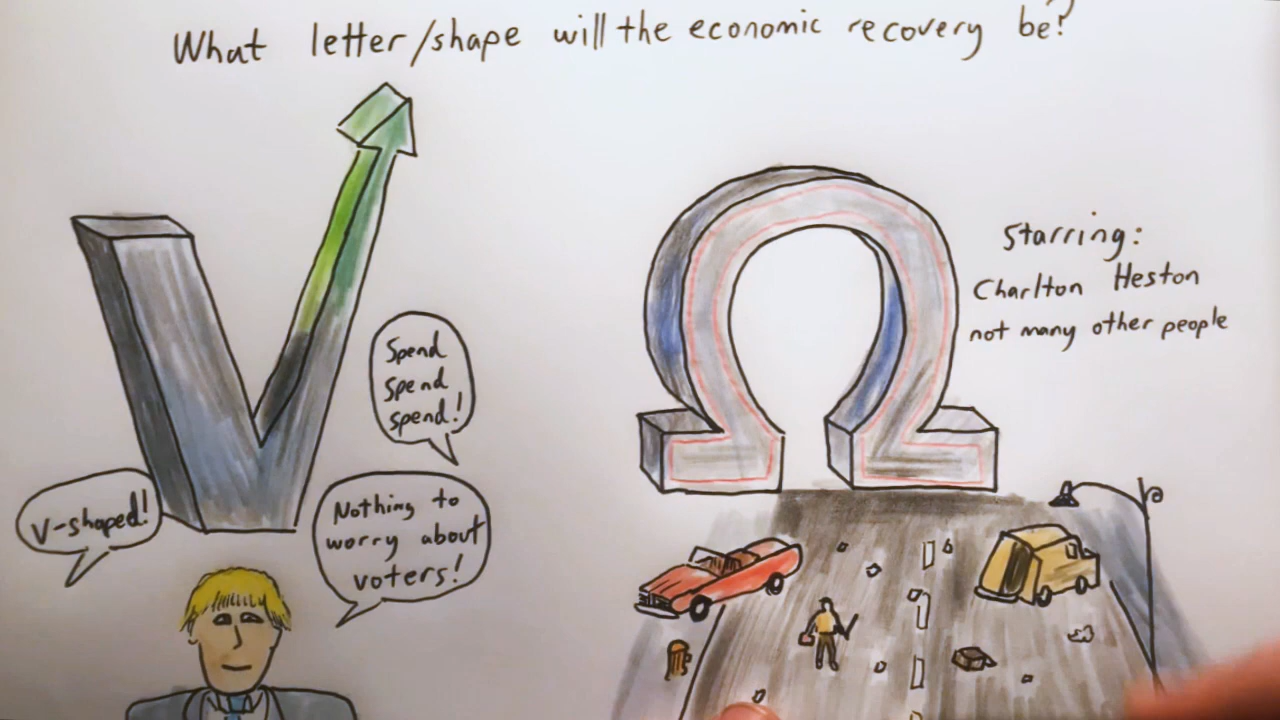 What letter/shape will the economic recovery be?
Spend
spend
spend!
V-shaped!
Nothing to
worry about
voters!
Starring:
Charlton Heston
not many other people